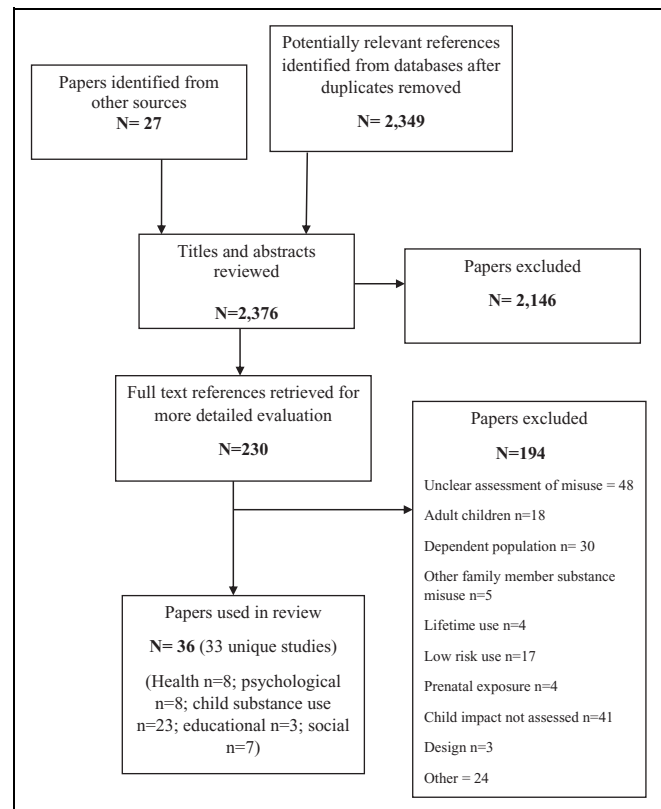 Papers identified from
other sources
N= 27
Potentially relevant references
identified from databases after
duplicates removed
N= 2,349
Titles and abstracts
reviewed
N=2,376
Papers excluded
N= 2,146
Full text references retrieved for
more detailed evaluation
N=230
Papers excluded
N=194
Unclear assessment of misuse = 48
Adult children n=18
Dependent population n= 30
Other family member substance
misuse n=5
Lifetime use n=4
Low risk use n=17
Prenatal exposure n=4
Child impact not assessed n=41
Design n=3
Other = 24
Papers used in review
N= 36 (33 unique studies)
(Health n=8; psychological
n=8; child substance use
n=23; educational n=3; social
n=7)